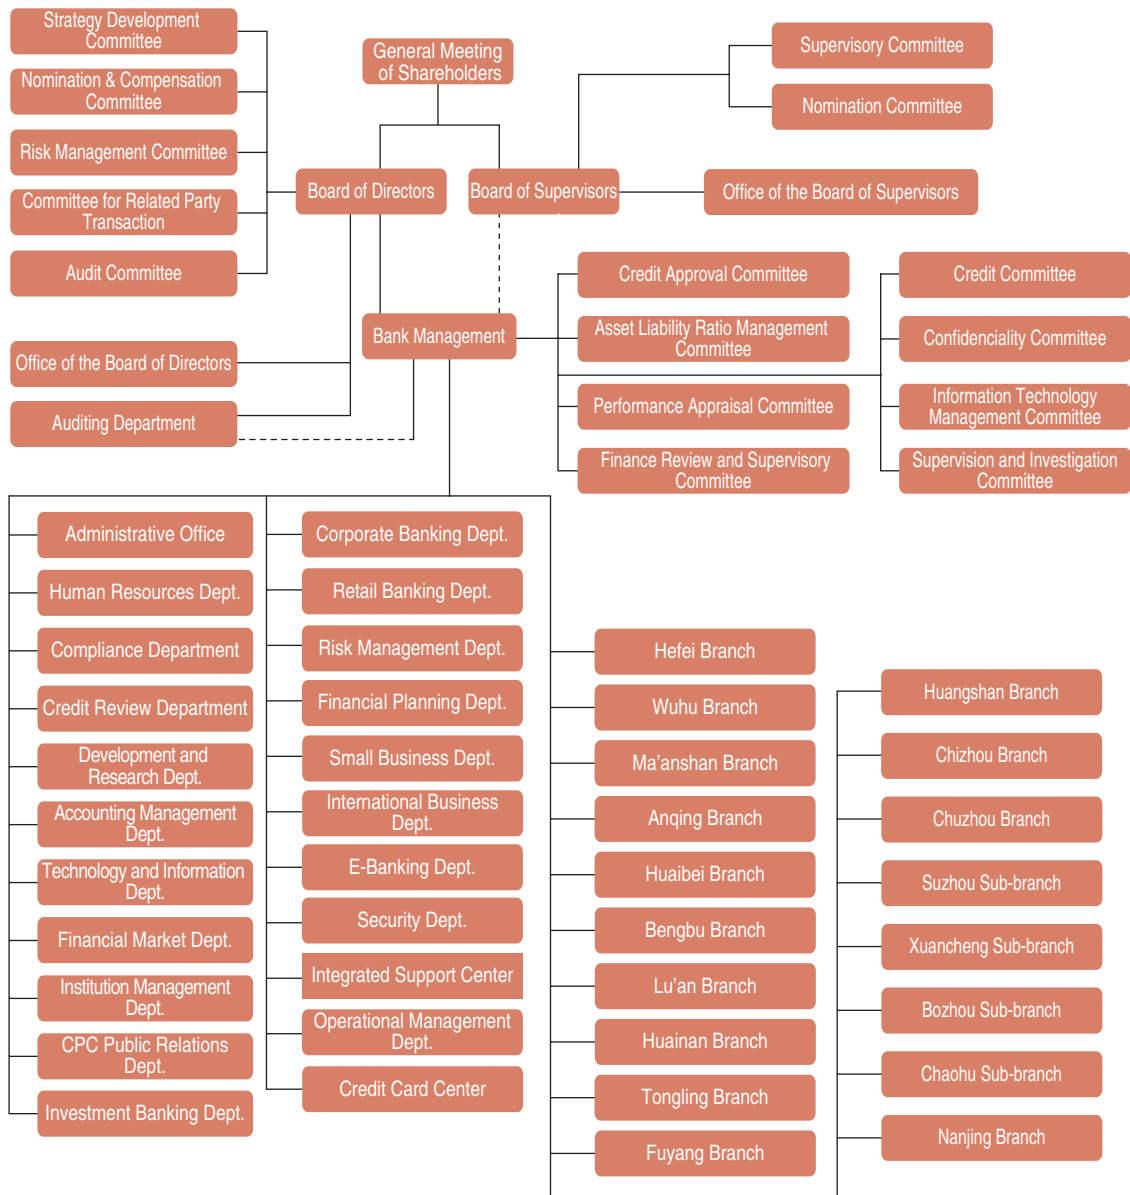 Strategy Development
Committee
Nomination & Compensation
Committee
Risk Management Committee
Committee for Related Party
Transaction
Audit Committee
General Meeting
of Shareholders
Board of Directors
Board of Supervisors
Supervisory Committee
Nomination Committee
Office of the Board of Supervisors
Office of the Board of Directors
Auditing Department
Bank Management
Credit Approval Committee
Asset Liability Ratio Management
Committee
Performance Appraisal Committee
Finance Review and Supervisory
Committee
Credit Committee
Confidenciality Committee
Information Technology
Management Committee
Supervision and Investigation
Committee
Administrative Office
Human Resources Dept.
Compliance Department
Credit Review Department
Development and
Research Dept.
Accounting Management
Dept.
Technology and Information
Dept.
Financial Market Dept.
Institution Management
Dept.
CPC Public Relations
Dept.
Investment Banking Dept.
Corporate Banking Dept.
Retail Banking Dept.
Risk Management Dept.
Financial Planning Dept.
Small Business Dept.
International Business
Dept.
E-Banking Dept.
Security Dept.
Integrated Support Center
Operational Management
Dept.
Credit Card Center
Hefei Branch
Wuhu Branch
Ma'anshan Branch
Anqing Branch
Huaibei Branch
Bengbu Branch
Lu'an Branch
Huainan Branch
Tongling Branch
Fuyang Branch
Huangshan Branch
Chizhou Branch
Chuzhou Branch
Suzhou Sub-branch
Xuancheng Sub-branch
Bozhou Sub-branch
Chaohu Sub-branch
Nanjing Branch